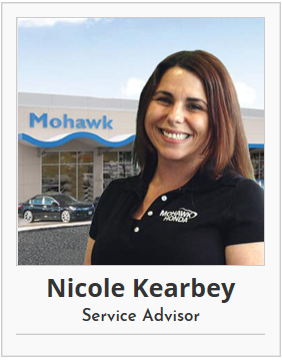 Mohawk
MOHAWK
HONDA
Nicole Kearbey
Service Advisor